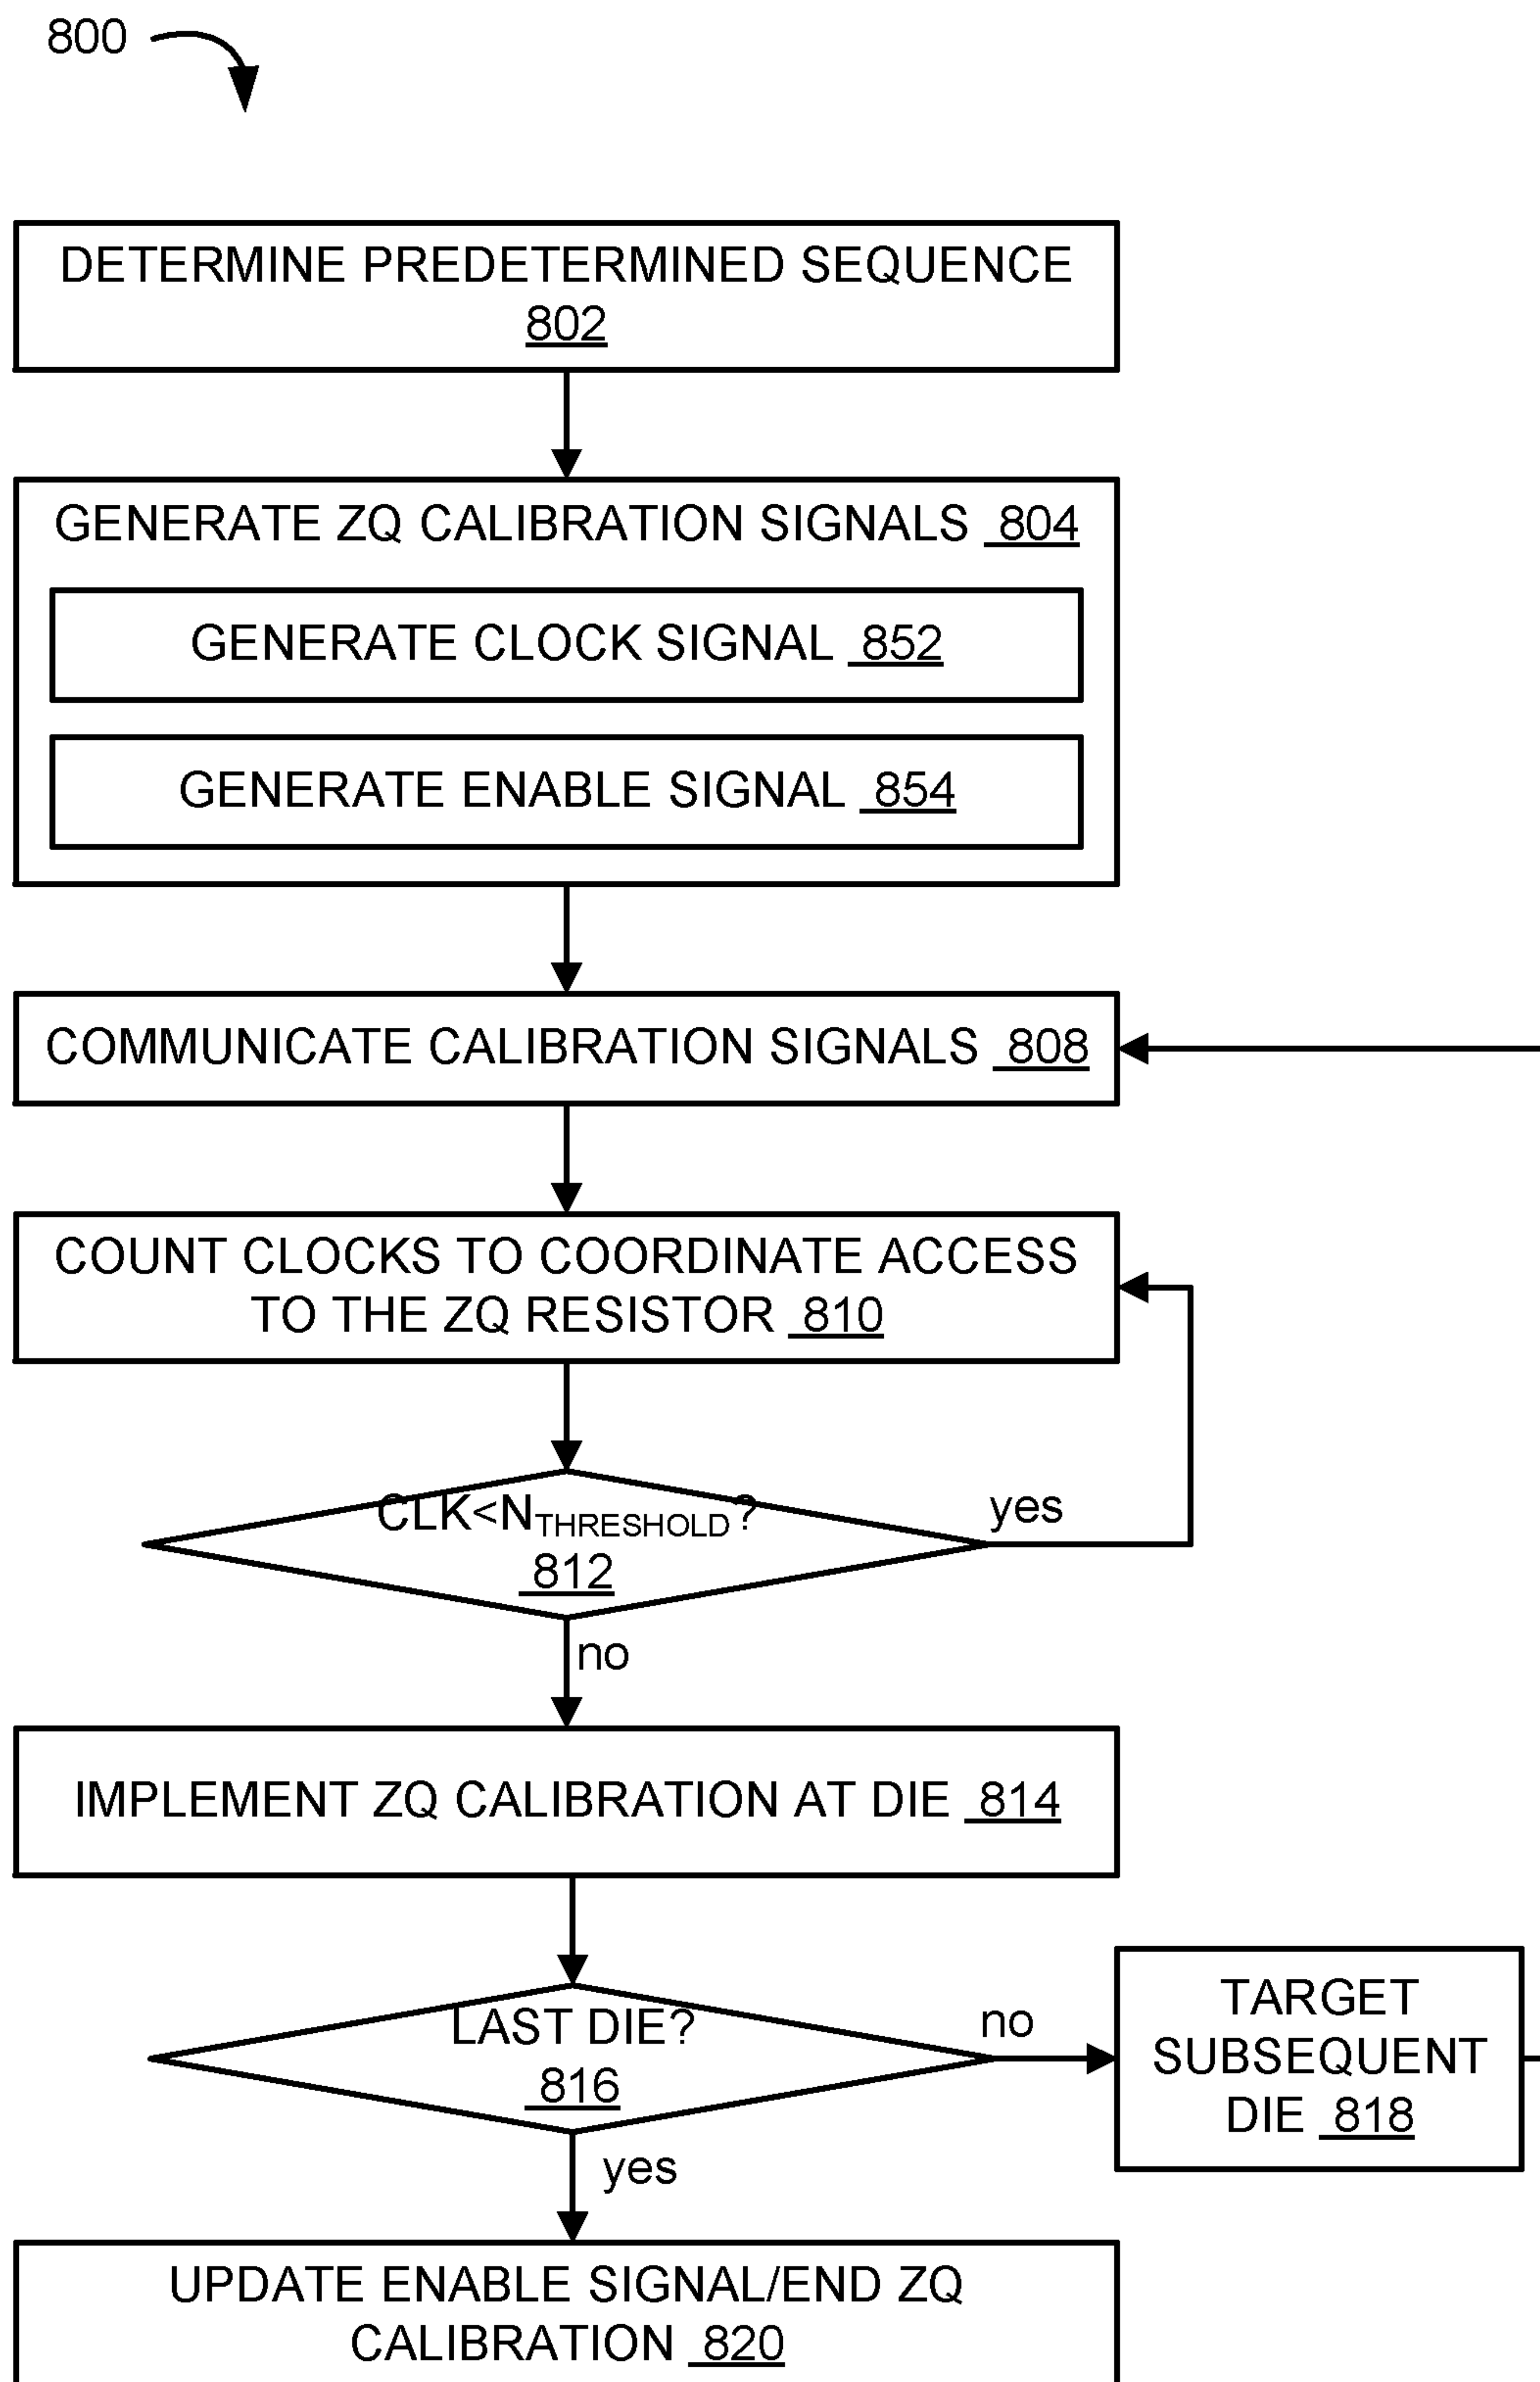 800
DETERMINE PREDETERMINED SEQUENCE
802
GENERATE ZQ CALIBRATION SIGNALS 804
GENERATE CLOCK SIGNAL 852
GENERATE ENABLE SIGNAL 854
COMMUNICATE CALIBRATION SIGNALS 808
COUNT CLOCKS TO COORDINATE ACCESS
TO THE ZQ RESISTOR 810
CLK<NTHRESHOLD?
812
yes
no
IMPLEMENT ZQ CALIBRATION AT DIE 814
LAST DIE?
816
no
TARGET
SUBSEQUENT
DIE 818
yes
UPDATE ENABLE SIGNAL/END ZQ
CALIBRATION 820